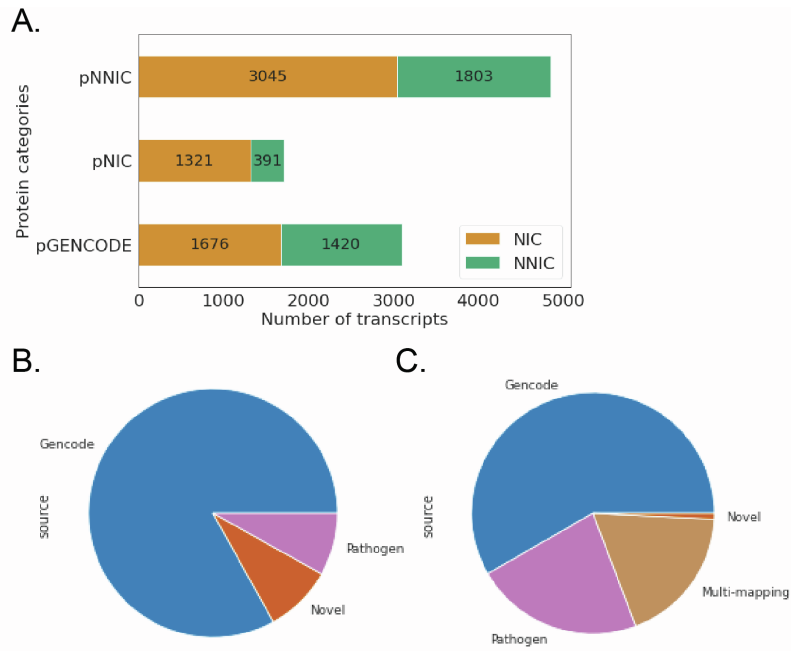 A.
Protein categories
pNNIC
3045
1803
pNIC
1321
391
pGENCODE
1676
1420
NIC
NNIC
0 1000 2000 3000 4000 5000
Number of transcripts
B.
Gencode
source
Pathogen
Novel
C.
Gencode
source
Novel
Multi-mapping
Pathogen